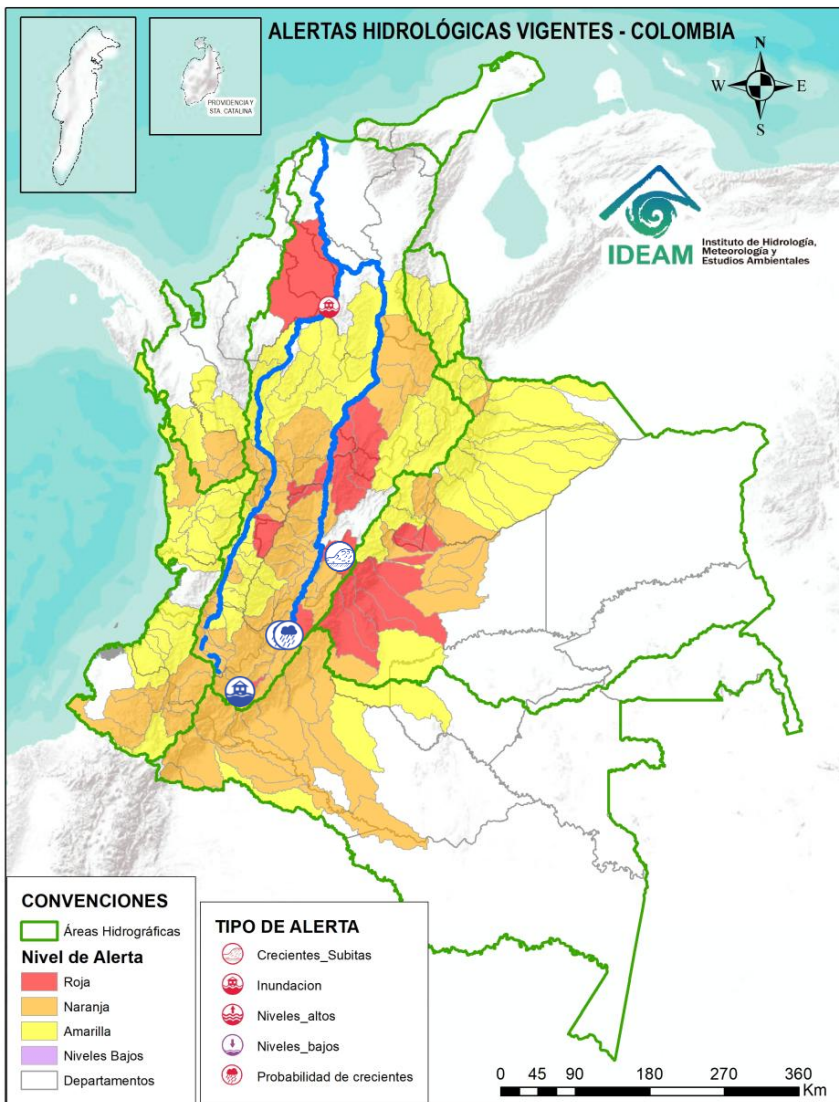 ALERTAS HIDROLÓGICAS VIGENTES - COLOMBIA
PROVIDENCIA Y
STA. CATALINA
N
W
E
S
IDEAM
Instituto de Hidrología,
Meteorología y
Estudios Ambientales
CONVENCIONES
Áreas Hidrográficas
Nivel de Alerta
Roja
Naranja
Amarilla
Niveles Bajos
Departamentos
TIPO DE ALERTA
Crecientes_Subitas
Inundacion
Niveles_altos
Niveles_bajos
Probabilidad de crecientes
0 45 90 180 270 360
Km